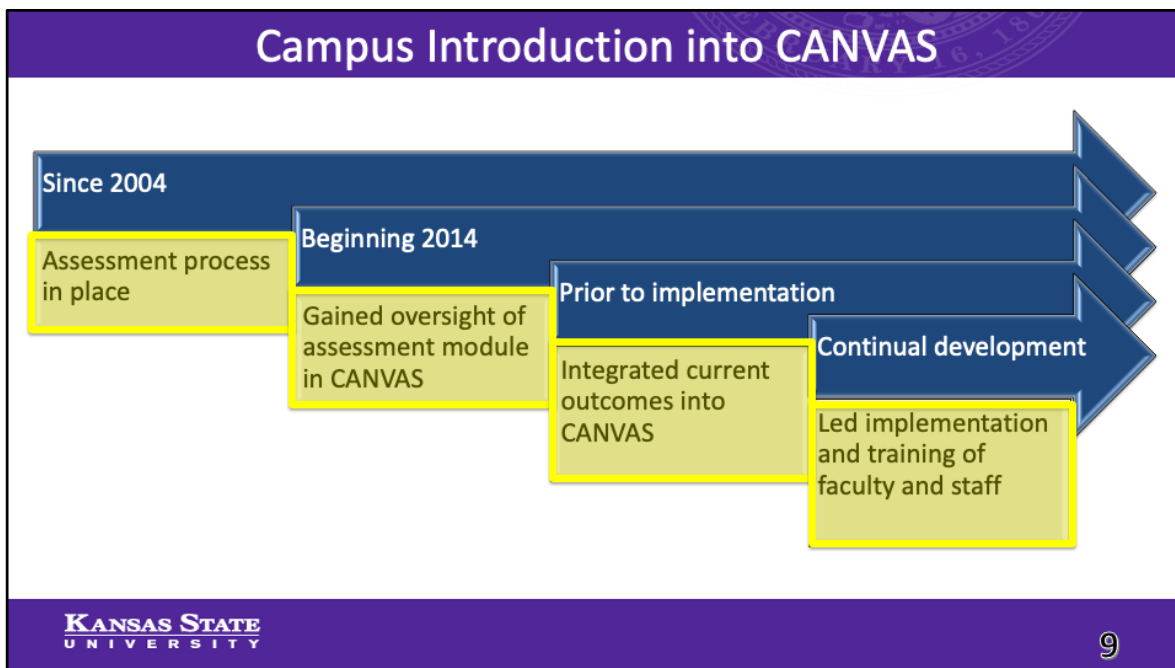 Campus Introduction into CANVAS
Since 2004
Assessment process
in place
Beginning 2014
Gained oversight of
assessment module
in CANVAS
Prior to implementation
Integrated current
outcomes into
CANVAS
Continual development
Led implementation
and training of
faculty and staff
KANSAS STATE
UNIVERSITY
9